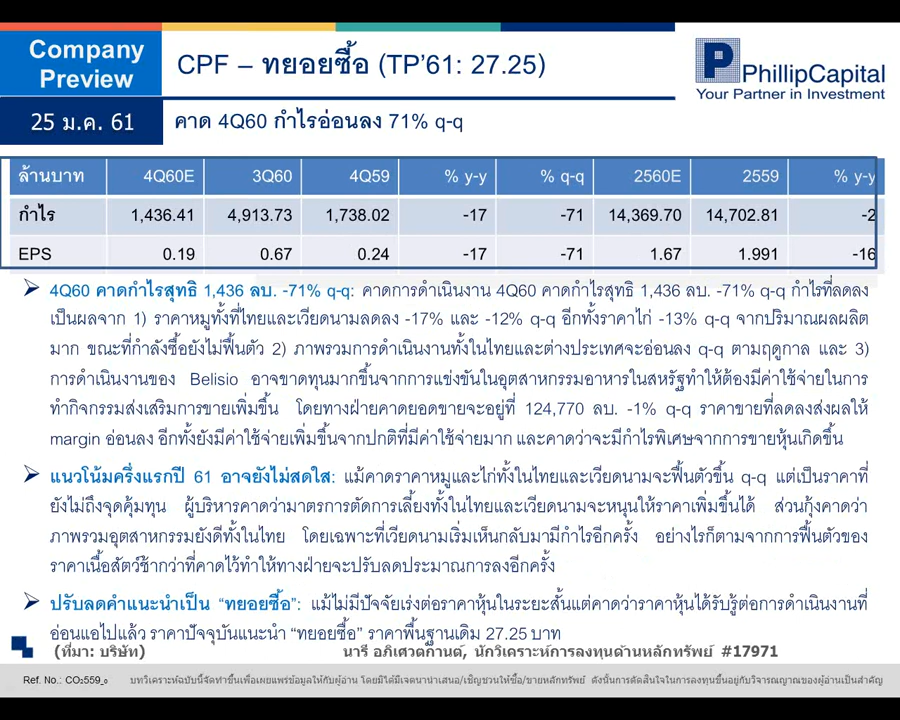 Company
Preview
CPF – ทยอยซื้อ (TP'61: 27.25)
PhillipCapital
Your Partner in Investment
25 ม.ค. 61
คาด 4Q60 กำไรอ่อนลง 71% q-q
ล้านบาท 4Q60E 3Q60 4Q59 % y-y % q-q 2560E 2559 % y-y
กำไร 1,436.41 4,913.73 1,738.02 -17 -71 14,369.70 14,702.81 -2
EPS 0.19 0.67 0.24 -17 -71 1.67 1.991 -16
4Q60 คาดกำไรสุทธิ 1,436 ลบ. -71% q-q: คาดการดำเนินงาน 4Q60 คาดกำไรสุทธิ 1,436 ลบ. -71% q-q กำไรที่ลดลง
เป็นผลจาก 1) ราคาหมูทั้งที่ไทยและเวียดนามลดลง -17% และ -12% q-q อีกทั้งราคาไก่ -13% q-q จากปริมาณผลผลิต
มาก ขณะที่กำลังซื้อยังไม่ฟื้นตัว 2) ภาพรวมการดำเนินงานทั้งในไทยและต่างประเทศจะอ่อนลง q-q ตามฤดูกาล และ 3)
การดำเนินงานของ Belisio อาจขาดทุนมากขึ้นจากการแข่งขันในอุตสาหกรรมอาหารในสหรัฐทำให้ต้องมีค่าใช้จ่ายในการ
ทำกิจกรรมส่งเสริมการขายเพิ่มขึ้น โดยทางฝ่ายคาดยอดขายจะอยู่ที่ 124,770 ลบ. -1% q-q ราคาขายที่ลดลงส่งผลให้
margin อ่อนลง อีกทั้งยังมีค่าใช้จ่ายเพิ่มขึ้นจากปกติที่มีค่าใช้จ่ายมาก และคาดว่าจะมีกำไรพิเศษจากการขายหุ้นเกิดขึ้น
แนวโน้มครึ่งแรกปี 61 อาจยังไม่สดใส: แม้คาดราคาหมูและไก่ทั้งในไทยและเวียดนามจะฟื้นตัวขึ้น q-q แต่เป็นราคาที่
ยังไม่ถึงจุดคุ้มทุน ผู้บริหารคาดว่ามาตรการตัดการเลี้ยงทั้งในไทยและเวียดนามจะหนุนให้ราคาเพิ่มขึ้นได้ ส่วนกุ้งคาดว่า
ภาพรวมอุตสาหกรรมยังดีทั้งในไทย โดยเฉพาะที่เวียดนามเริ่มเห็นกลับมามีกำไรอีกครั้ง อย่างไรก็ตามจากการฟื้นตัวของ
ราคาเนื้อสัตว์ช้ากว่าที่คาดไว้ทำให้ทางฝ่ายจะปรับลดประมาณการลงอีกครั้ง
ปรับลดคำแนะนำเป็น “ทยอยซื้อ”: แม้ไม่มีปัจจัยเร่งต่อราคาหุ้นในระยะสั้นแต่คาดว่าราคาหุ้นได้รับรู้ต่อการดำเนินงานที่
อ่อนแอไปแล้ว ราคาปัจจุบันแนะนำ “ทยอยซื้อ” ราคาพื้นฐานเดิม 27.25 บาท
(ที่มา: บริษัท) นารี อภิเศวตกานต์, นักวิเคราะห์การลงทุนด้านหลักทรัพย์ #17971
Ref. No.: CO2559_0 บทวิเคราะห์ฉบับนี้จัดทำขึ้นเพื่อเผยแพร่ข้อมูลให้กับผู้อ่าน โดยมิได้มีเจตนานำเสนอ/เชิญชวนให้ซื้อ/ขายหลักทรัพย์ ดังนั้นการตัดสินใจในการลงทุนขึ้นอยู่กับวิจารณญาณของผู้อ่านเป็นสำคัญ